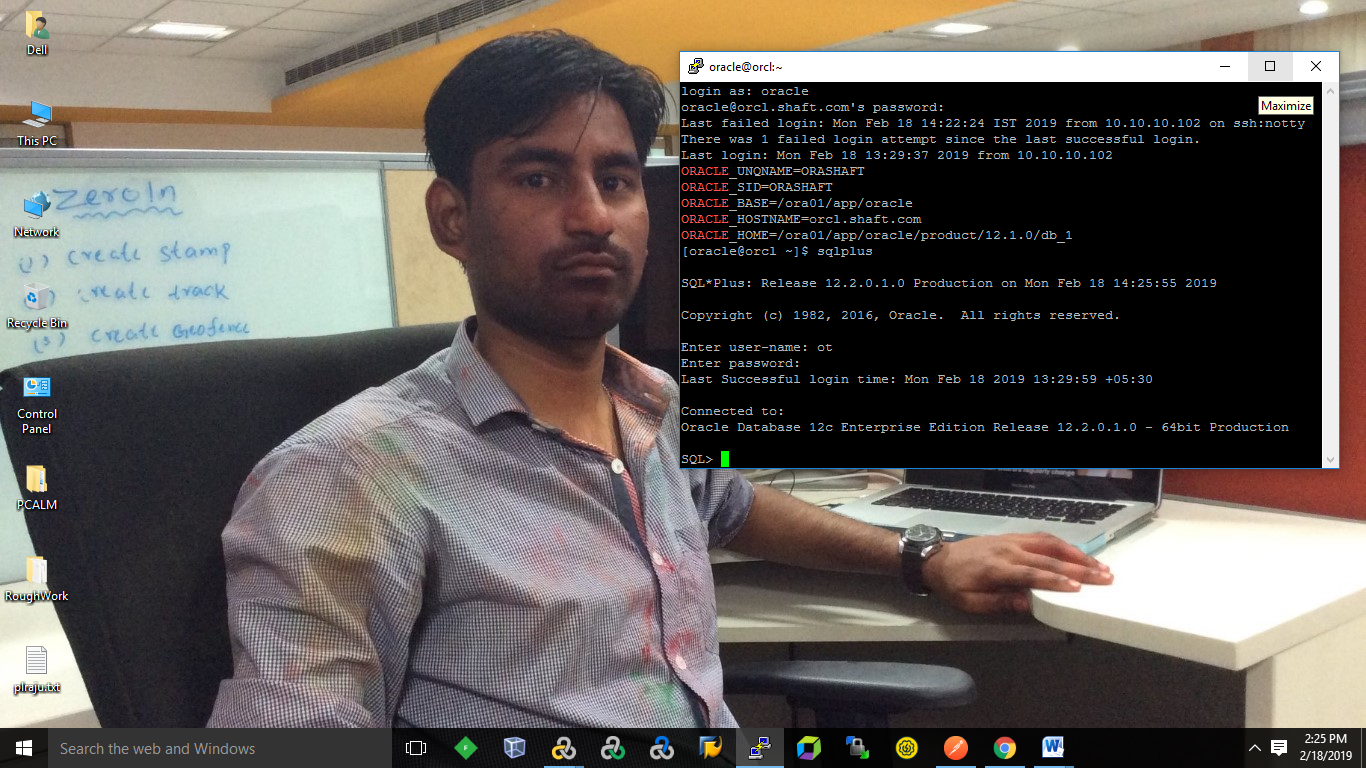 Dell
This PC
Network
Recycle Bin
Control
Panel
PCALM
RoughWork
piraju.txt
zeroIn
(1) create stamp
create track
(3) create Geofence
oracle@orcl:~
Maximize
login as: oracle
oracle@orcl.shaft.com's password:
Last failed login: Mon Feb 18 14:22:24 IST 2019 from 10.10.10.102 on ssh:notty
There was 1 failed login attempt since the last successful login.
Last login: Mon Feb 18 13:29:37 2019 from 10.10.10.102
ORACLE_UNQNAME=ORASHAFT
ORACLE_SID=ORASHAFT
ORACLE_BASE=/ora01/app/oracle
ORACLE_HOSTNAME=orcl.shaft.com
ORACLE_HOME=/ora01/app/oracle/product/12.1.0/db_1
[oracle@orcl ~]$ sqlplus
SQL*Plus: Release 12.2.0.1.0 Production on Mon Feb 18 14:25:55 2019
Copyright (c) 1982, 2016, Oracle.  All rights reserved.
Enter user-name: ot
Enter password:
Last Successful login time: Mon Feb 18 2019 13:29:59 +05:30
Connected to:
Oracle Database 12c Enterprise Edition Release 12.2.0.1.0 - 64bit Production
SQL>
Search the web and Windows
2:25 PM
2/18/2019